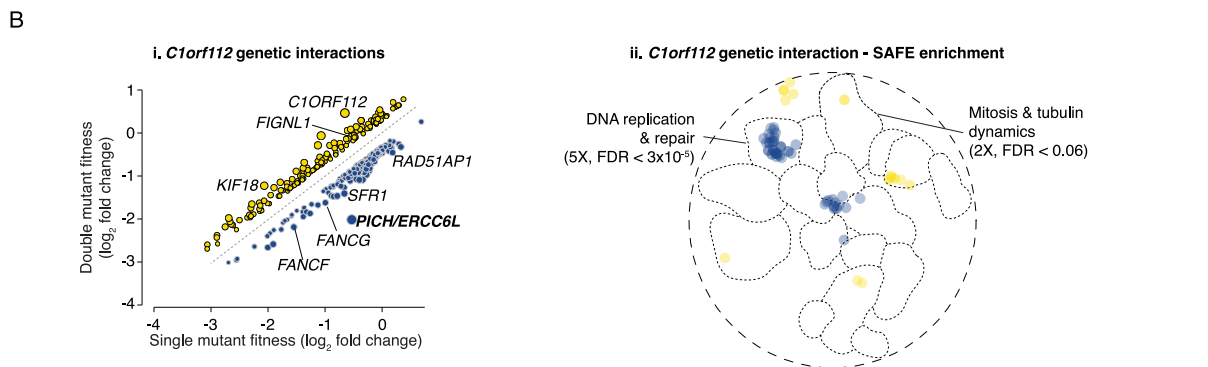 B
i. C1orf112 genetic interactions
Double mutant fitness
(log2 fold change)
1
0
-1
-2
-3
-4
-4
-3
-2
-1
0
Single mutant fitness (log2 fold change)
C1ORF112
FIGNL1
RAD51AP1
KIF18
SFR1
PICH/ERCC6L
FANCG
FANCF
ii. C1orf112 genetic interaction - SAFE enrichment
DNA replication
& repair
(5X, FDR < 3x10⁻⁵)
Mitosis & tubulin
dynamics
(2X, FDR < 0.06)